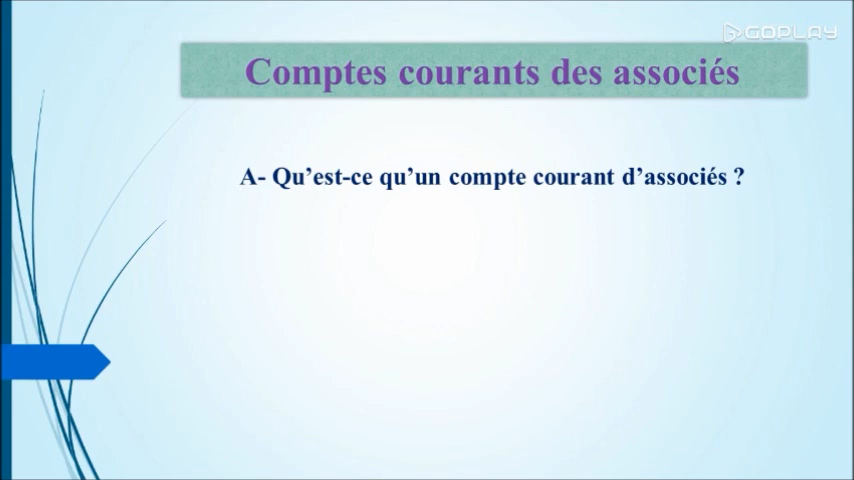 GOPLAY
Comptes courants des associés
A- Qu’est-ce qu’un compte courant d’associés ?